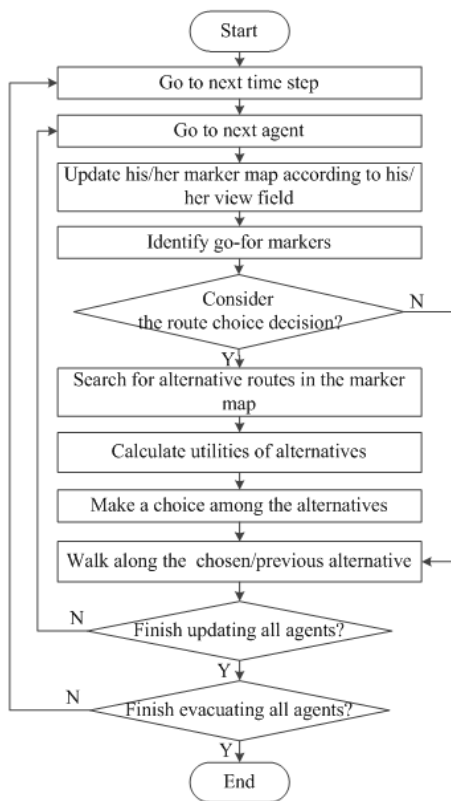 Start
Go to next time step
Go to next agent
Update his/her marker map according to his/
her view field
Identify go-for markers
Consider
the route choice decision?
N
Y
Search for alternative routes in the marker
map
Calculate utilities of alternatives
Make a choice among the alternatives
Walk along the chosen/previous alternative
N
Finish updating all agents?
Y
N
Finish evacuating all agents?
Y
End